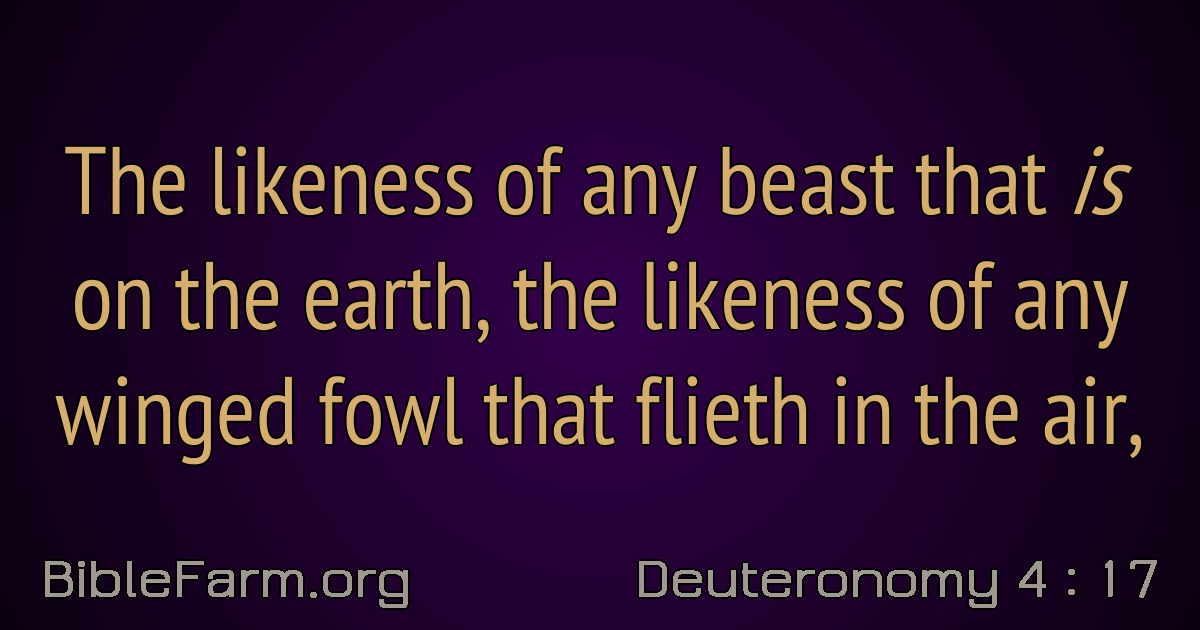 The likeness of any beast that is
on the earth, the likeness of any
winged fowl that flieth in the air,
BibleFarm.org
Deuteronomy 4 : 17